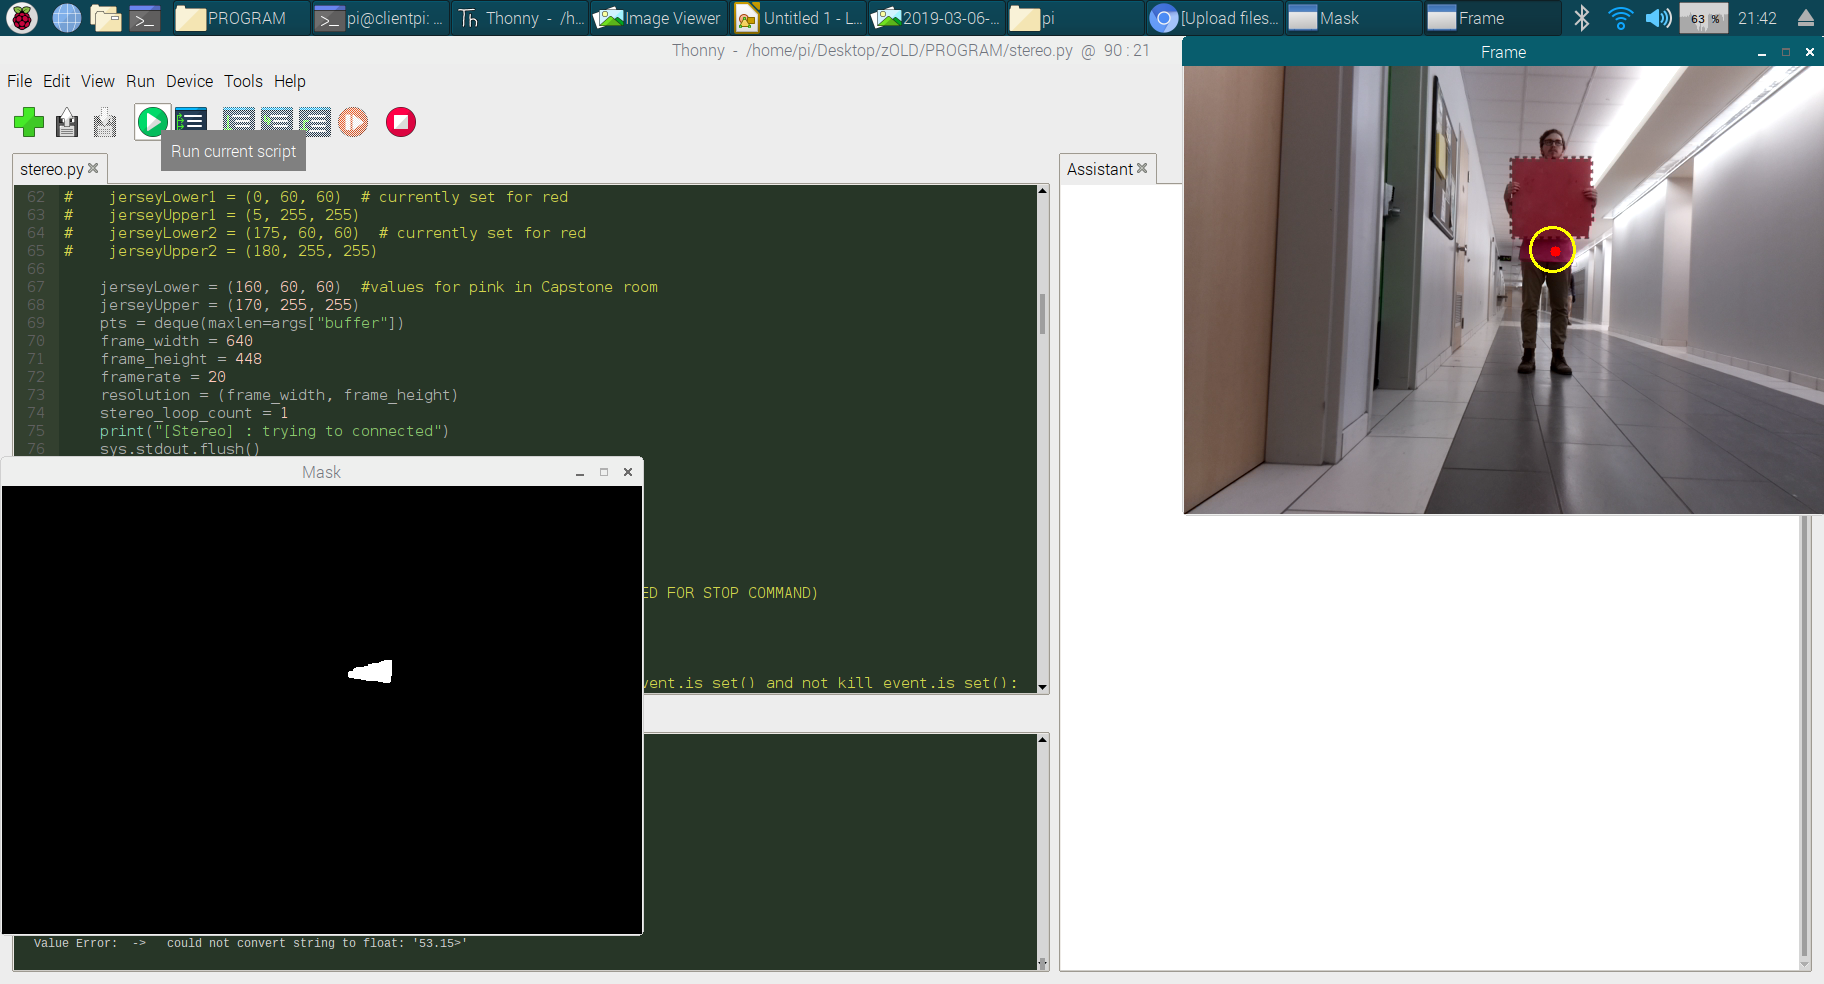 PROGRAM
pi@clientpi: ...
Thonny - /h...
Image Viewer
Untitled 1 - L...
2019-03-06-...
pi
[Upload files...
Mask
Frame
63 %
21:42
Thonny - /home/pi/Desktop/zOLD/PROGRAM/stereo.py @ 90 : 21
Frame
File Edit View Run Device Tools Help
Run current script
stereo.py
Assistant
62 # jerseyLower1 = (0, 60, 60) # currently set for red
63 # jerseyUpper1 = (5, 255, 255)
64 # jerseyLower2 = (175, 60, 60) # currently set for red
65 # jerseyUpper2 = (180, 255, 255)
66
67 jerseyLower = (160, 60, 60) #values for pink in Capstone room
68 jerseyUpper = (170, 255, 255)
69 pts = deque(maxlen=args["buffer"])
70 frame_width = 640
71 frame_height = 448
72 framerate = 20
73 resolution = (frame_width, frame_height)
74 stereo_loop_count = 1
75 print("[Stereo] : trying to connected")
76 sys.stdout.flush()
Mask
ED FOR STOP COMMAND)
vent.is_set() and not kill_event.is_set():
Value Error: -> could not convert string to float: '53.15>'